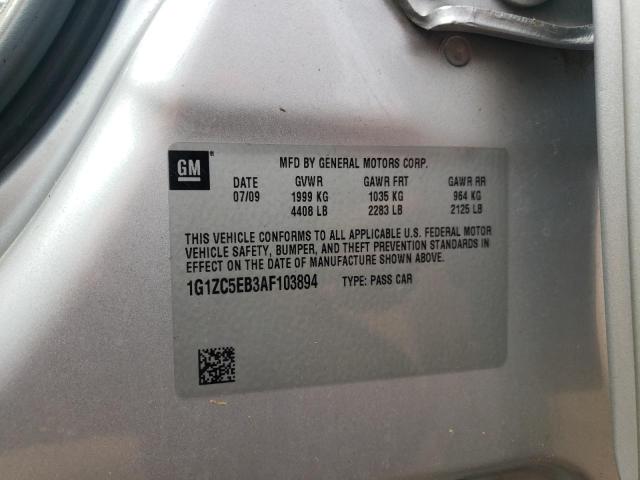 GM® MFD BY GENERAL MOTORS CORP.
DATE GVWR GAWR FRT GAWR RR
07/09 1999 KG 1035 KG 964 KG
4408 LB 2283 LB 2125 LB
THIS VEHICLE CONFORMS TO ALL APPLICABLE U.S. FEDERAL MOTOR
VEHICLE SAFETY, BUMPER, AND THEFT PREVENTION STANDARDS IN
EFFECT ON THE DATE OF MANUFACTURE SHOWN ABOVE.
1G1ZC5EB3AF103894 TYPE: PASS CAR